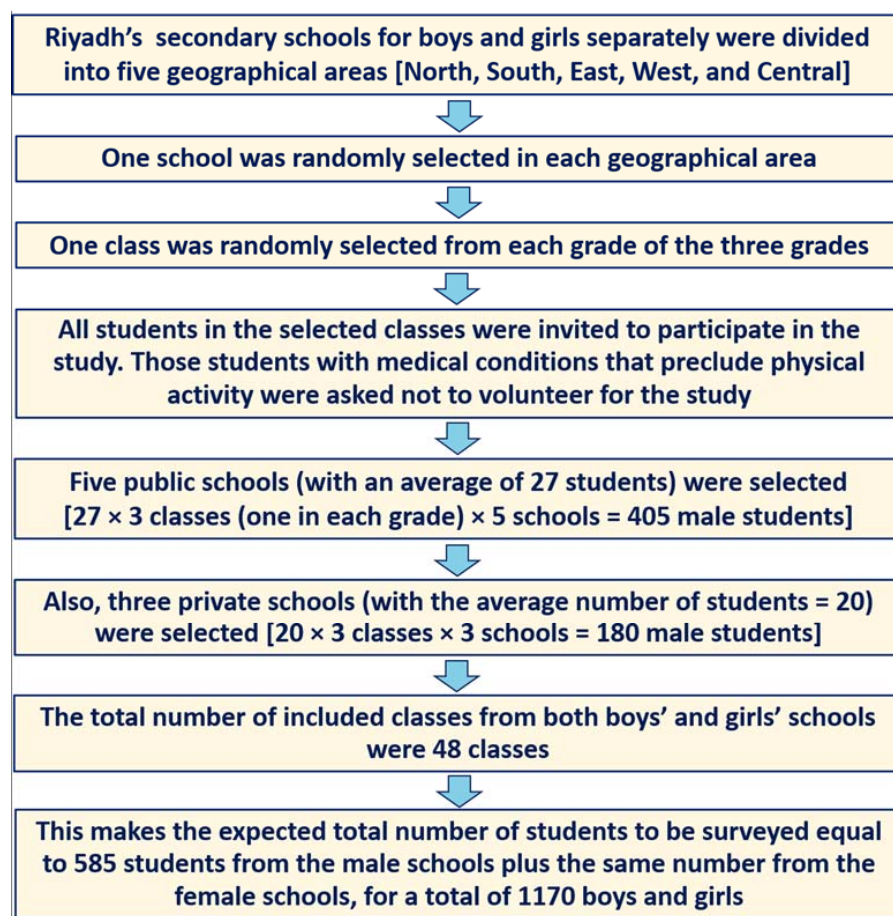 Riyadh's secondary schools for boys and girls separately were divided
into five geographical areas [North, South, East, West, and Central]
One school was randomly selected in each geographical area
One class was randomly selected from each grade of the three grades
All students in the selected classes were invited to participate in the
study. Those students with medical conditions that preclude physical
activity were asked not to volunteer for the study
Five public schools (with an average of 27 students) were selected
[27 × 3 classes (one in each grade) × 5 schools = 405 male students]
Also, three private schools (with the average number of students = 20)
were selected [20 × 3 classes × 3 schools = 180 male students]
The total number of included classes from both boys' and girls' schools
were 48 classes
This makes the expected total number of students to be surveyed equal
to 585 students from the male schools plus the same number from the
female schools, for a total of 1170 boys and girls